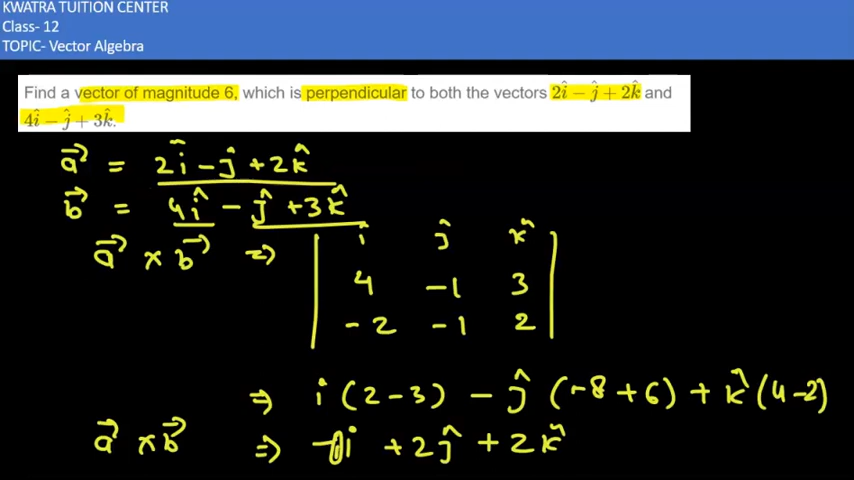 KWATRA TUITION CENTER
Class- 12
TOPIC- Vector Algebra
Find a vector of magnitude 6, which is perpendicular to both the vectors 2î − ĵ + 2k̂ and
4î − ĵ + 3k̂.
a⃗ = 2î − ĵ + 2k̂
b⃗ = 4î − ĵ + 3k̂
a⃗ × b⃗ ⇒ | î ĵ k̂ |
4 −1 3
−2 −1 2
⇒ i (2−3) − ĵ (−8+6) + k̂ (4−2)
a⃗ × b⃗ ⇒ −i + 2ĵ + 2k̂